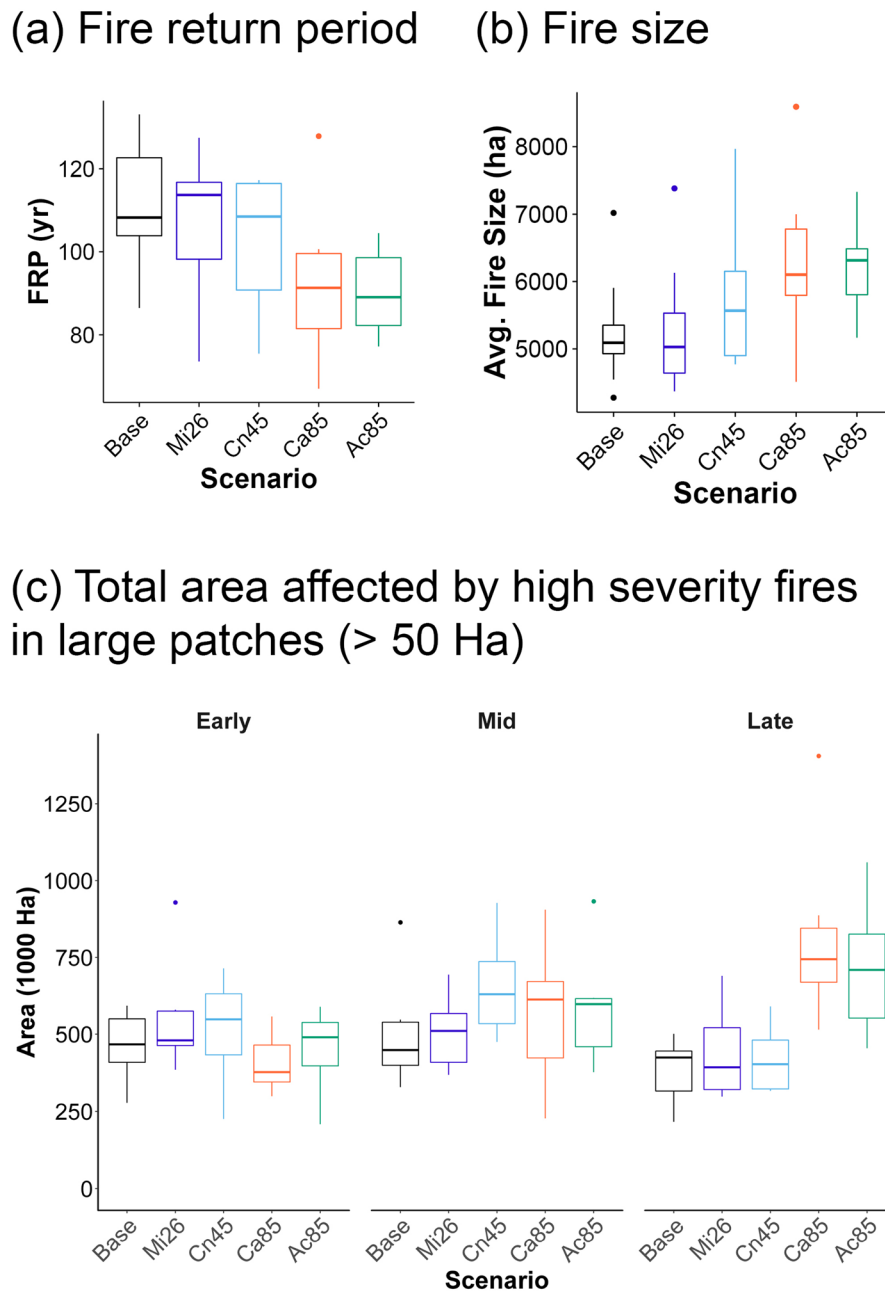 (a) Fire return period
(b) Fire size
FRP (yr)
120
100
80
Base
Mi26
Cn45
Ca85
Ac85
Scenario
Avg. Fire Size (ha)
8000
7000
6000
5000
Base
Mi26
Cn45
Ca85
Ac85
Scenario
(c) Total area affected by high severity fires
in large patches (> 50 Ha)
Early
Mid
Late
Area (1000 Ha)
1250
1000
750
500
250
0
Base
Mi26
Cn45
Ca85
Ac85
Base
Mi26
Cn45
Ca85
Ac85
Base
Mi26
Cn45
Ca85
Ac85
Scenario